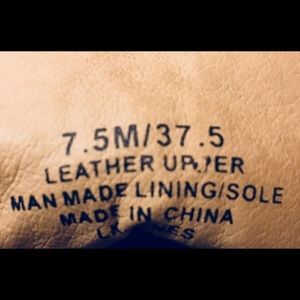 7.5M/37.5
LEATHER UPPER
MAN MADE LINING/SOLE
MADE IN CHINA